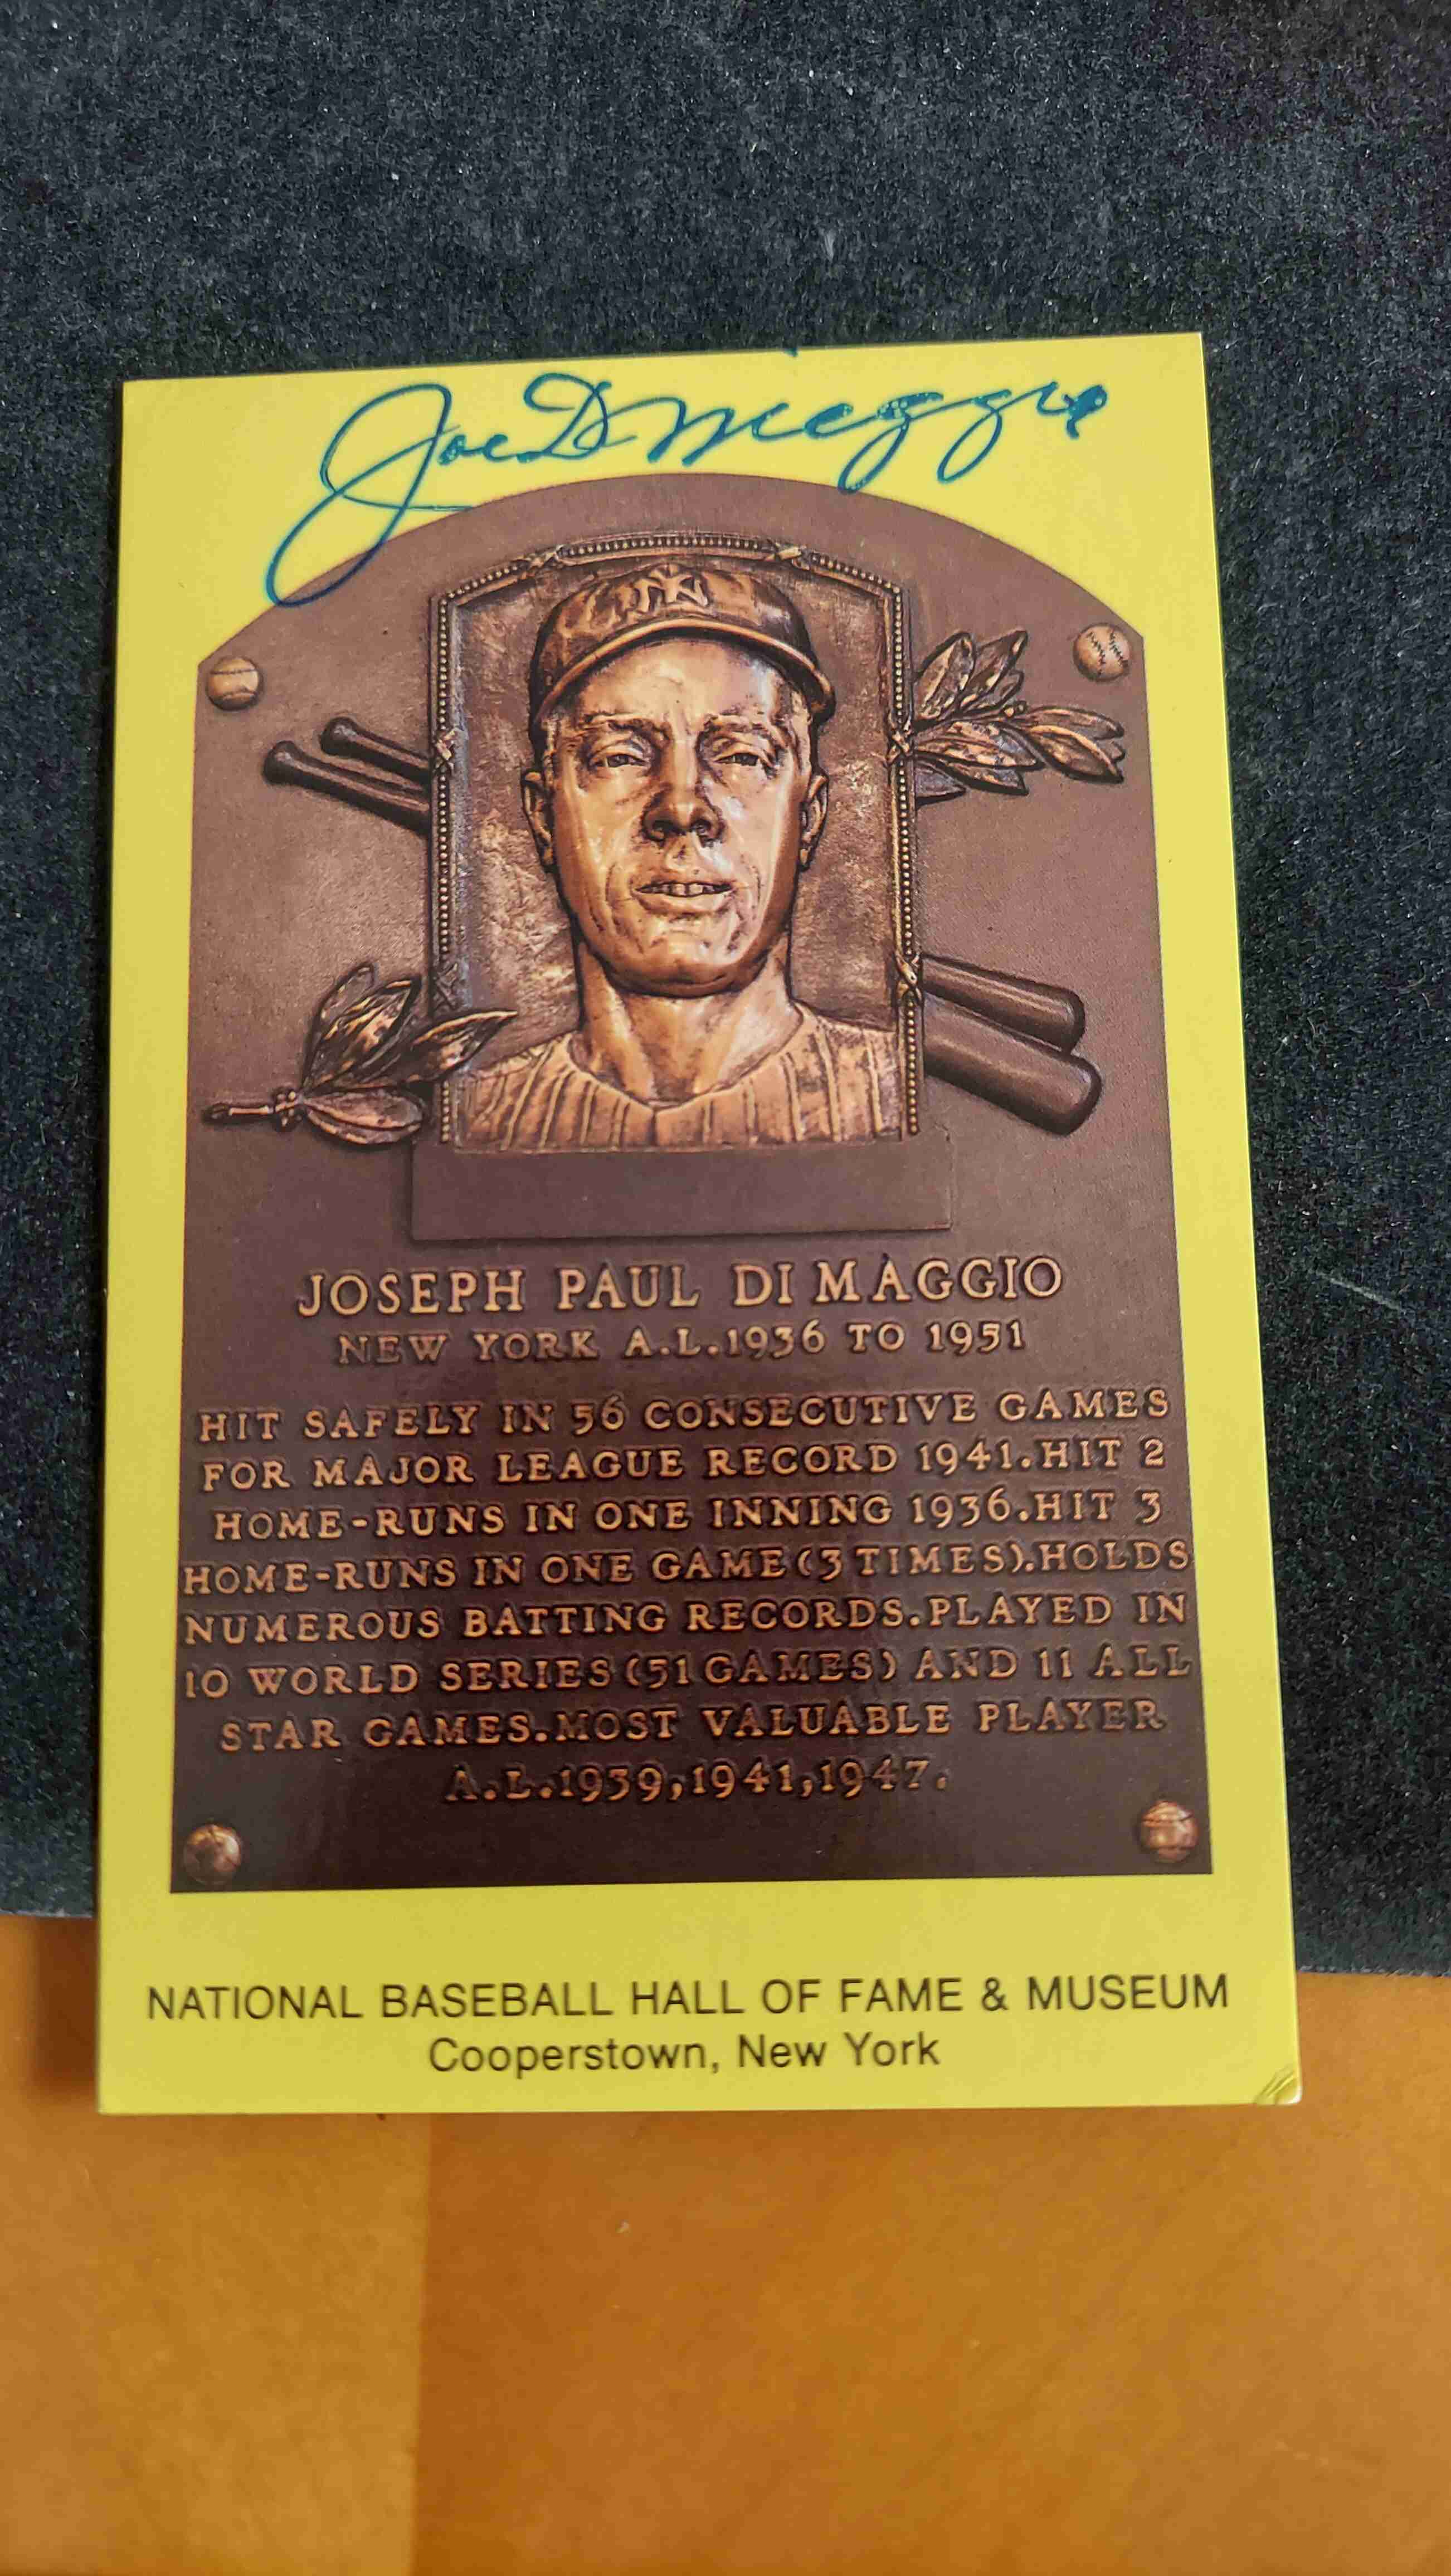 Joe DiMaggio
NY
JOSEPH PAUL DI MAGGIO
NEW YORK A.L.1936 TO 1951
HIT SAFELY IN 56 CONSECUTIVE GAMES
FOR MAJOR LEAGUE RECORD 1941.HIT 2
HOME-RUNS IN ONE INNING 1936.HIT 3
HOME-RUNS IN ONE GAME (3 TIMES).HOLDS
NUMEROUS BATTING RECORDS.PLAYED IN
10 WORLD SERIES (51 GAMES) AND 11 ALL
STAR GAMES.MOST VALUABLE PLAYER
A.L.1939,1941,1947.
NATIONAL BASEBALL HALL OF FAME & MUSEUM
Cooperstown, New York